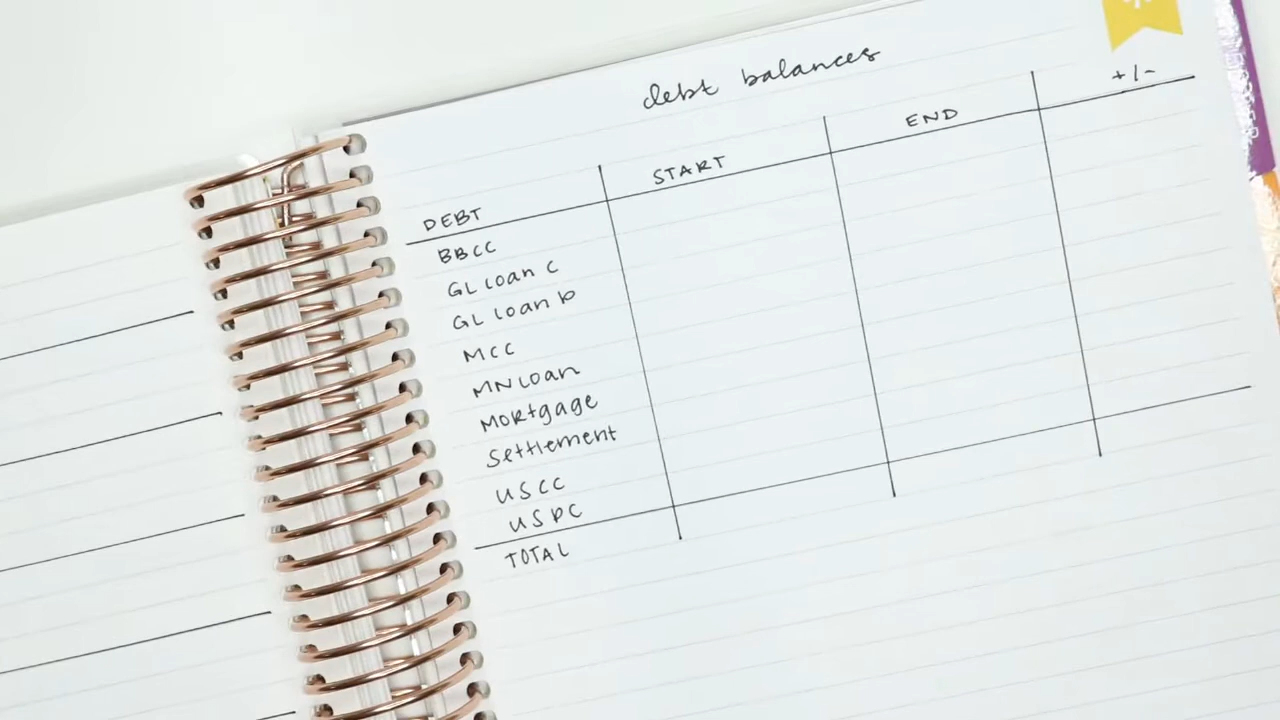 debt balances
DEBT START END +/-
BBCC
GL Loan C
GL Loan b
MCC
MN Loan
Mortgage
Settlement
USCC
USPC
TOTAL